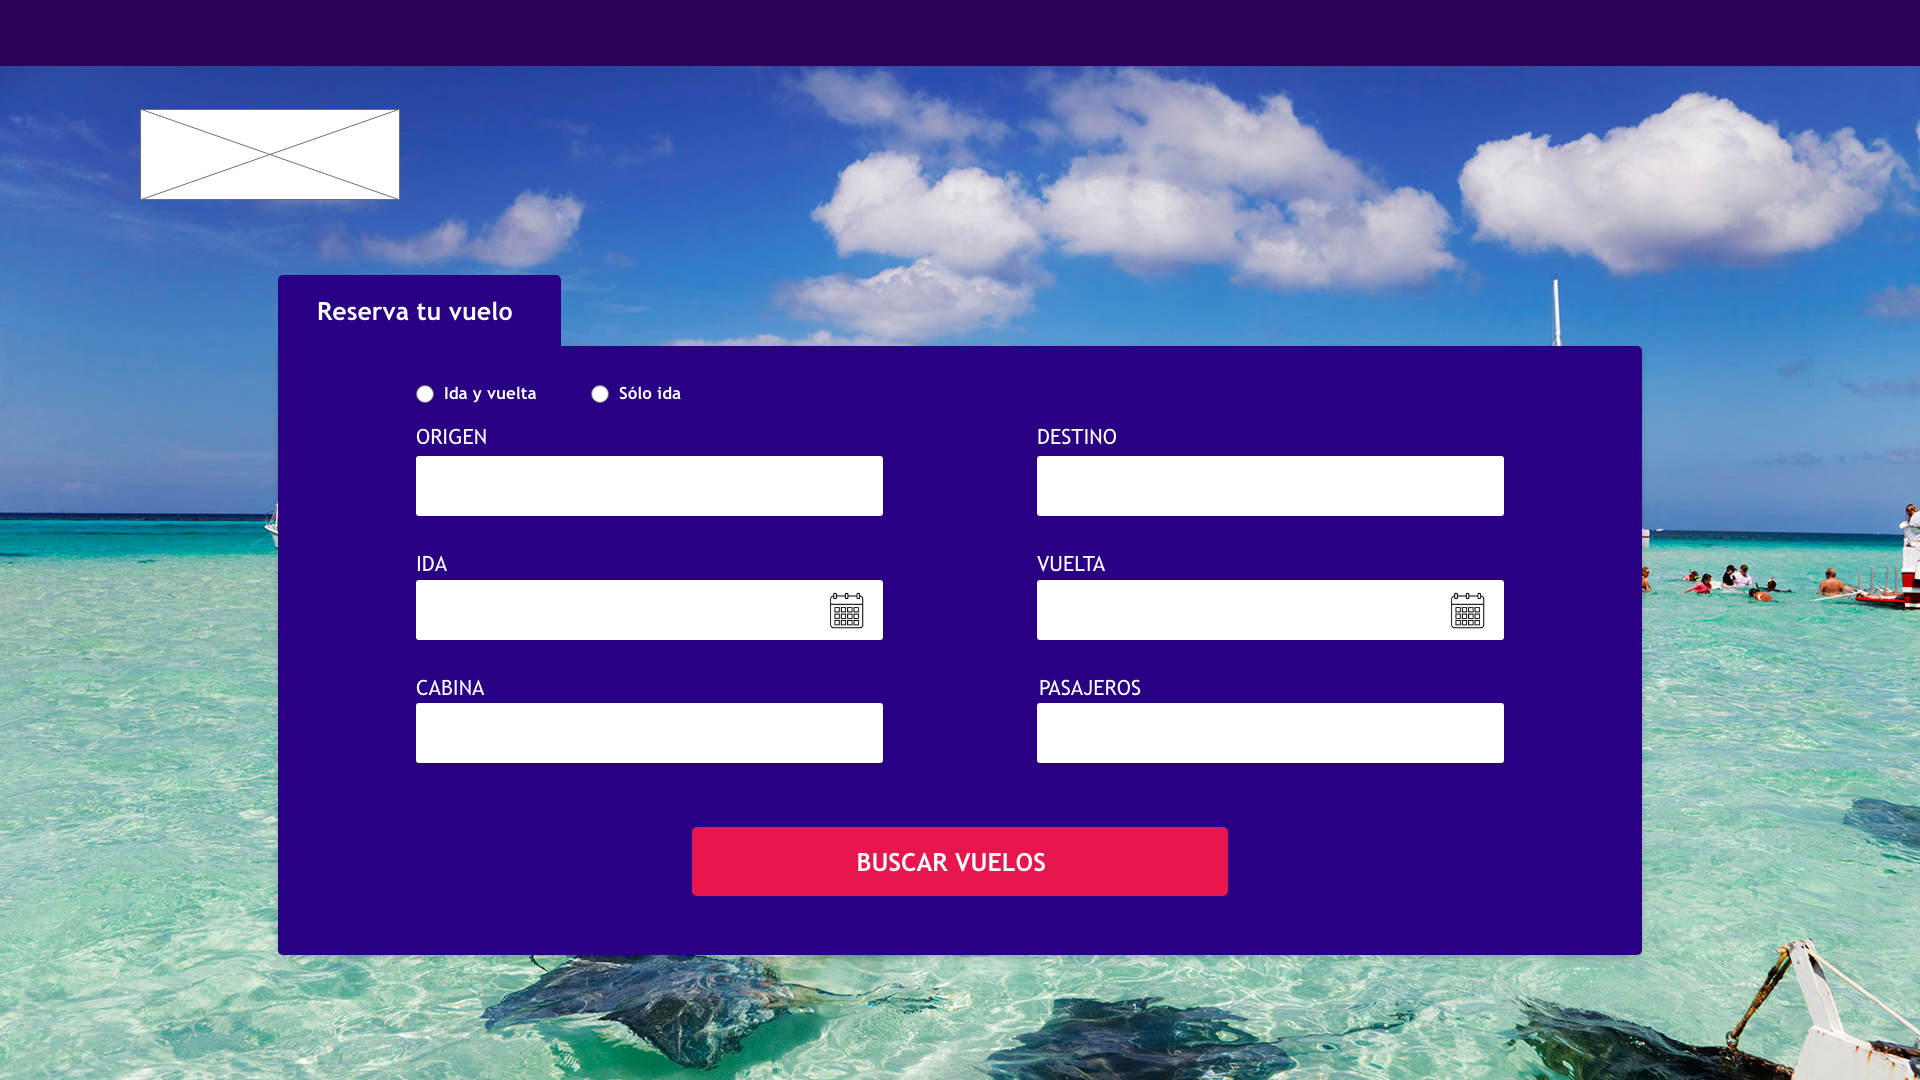 Reserva tu vuelo
Ida y vuelta
Sólo ida
ORIGEN
DESTINO
IDA
VUELTA
CABINA
PASAJEROS
BUSCAR VUELOS